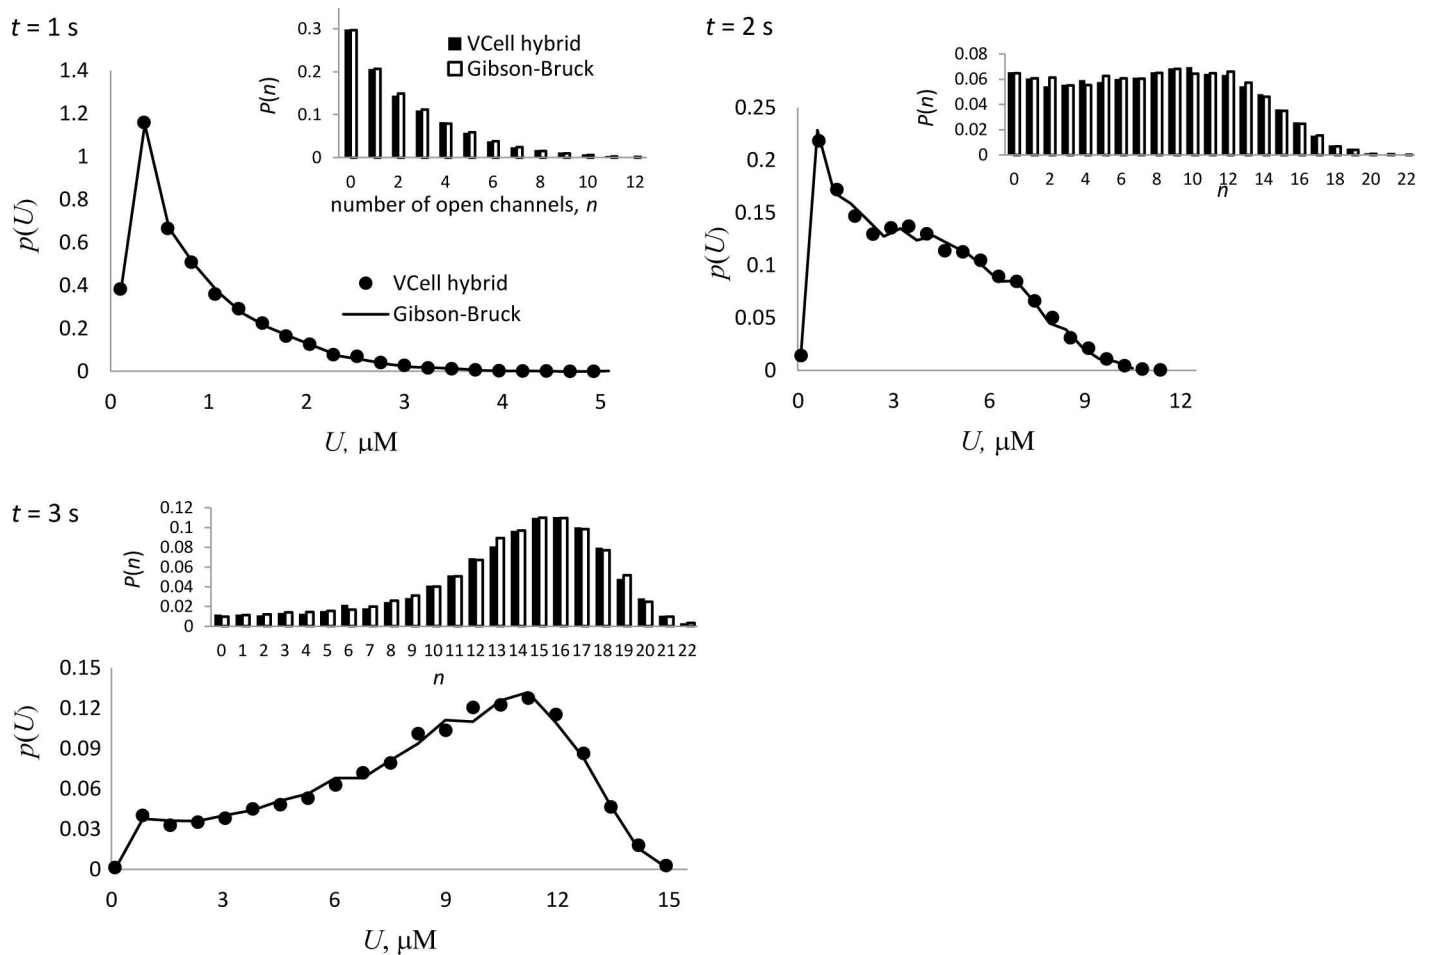 t = 1 s
P(n)
0.3
0.2
0.1
0
VCell hybrid
Gibson-Bruck
0 2 4 6 8 10 12
number of open channels, n
1.4
1.2
1
0.8
0.6
0.4
0.2
0
p(U)
VCell hybrid
Gibson-Bruck
0 1 2 3 4 5
U, μM
t = 2 s
P(n)
0.08
0.06
0.04
0.02
0
0 2 4 6 8 10 12 14 16 18 20 22
n
0.25
0.2
0.15
0.1
0.05
0
p(U)
0 3 6 9 12
U, μM
t = 3 s
P(n)
0.12
0.1
0.08
0.06
0.04
0.02
0
0 1 2 3 4 5 6 7 8 9 10 11 12 13 14 15 16 17 18 19 20 21 22
n
0.15
0.12
0.09
0.06
0.03
0
p(U)
0 3 6 9 12 15
U, μM